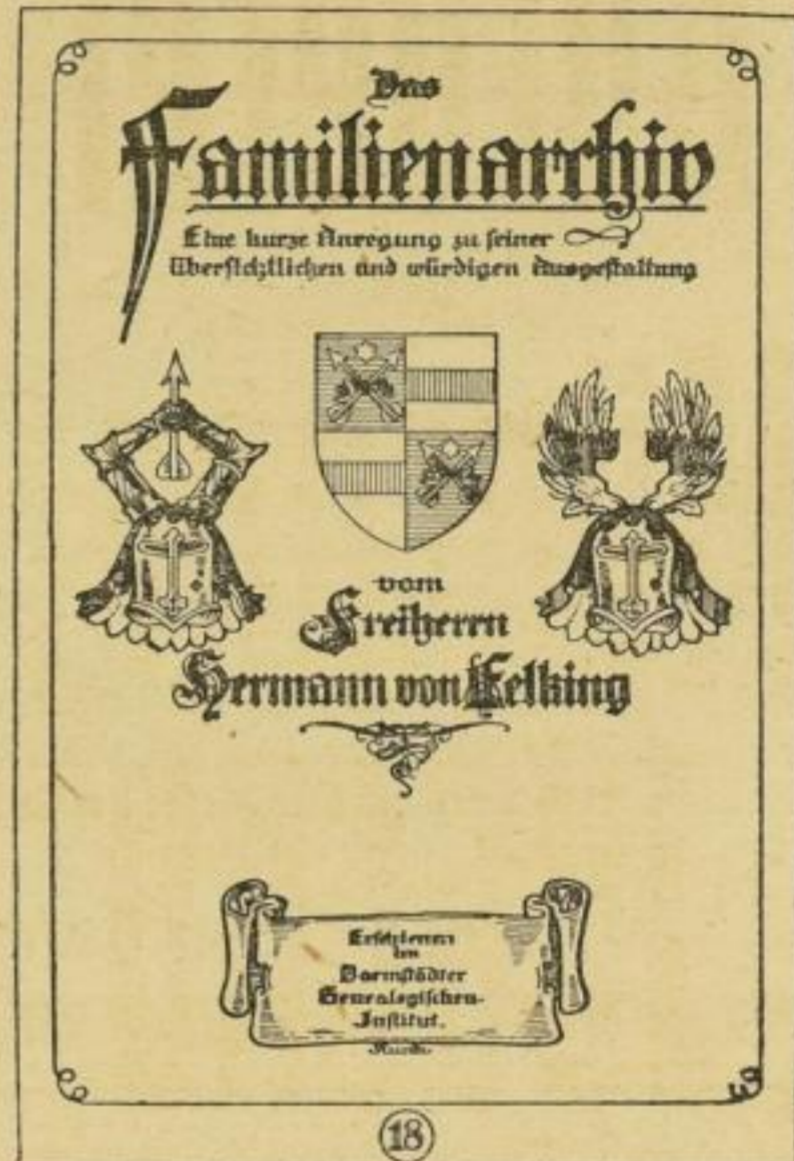 Das
Familienarchiv
Eine kurze Anregung zu seiner
übersichtlichen und würdigen Ausgestaltung
vom
Freiherrn
Hermann von Felking
Erschienen
im
Darmstädter
Genealogischen-
Institut.
18